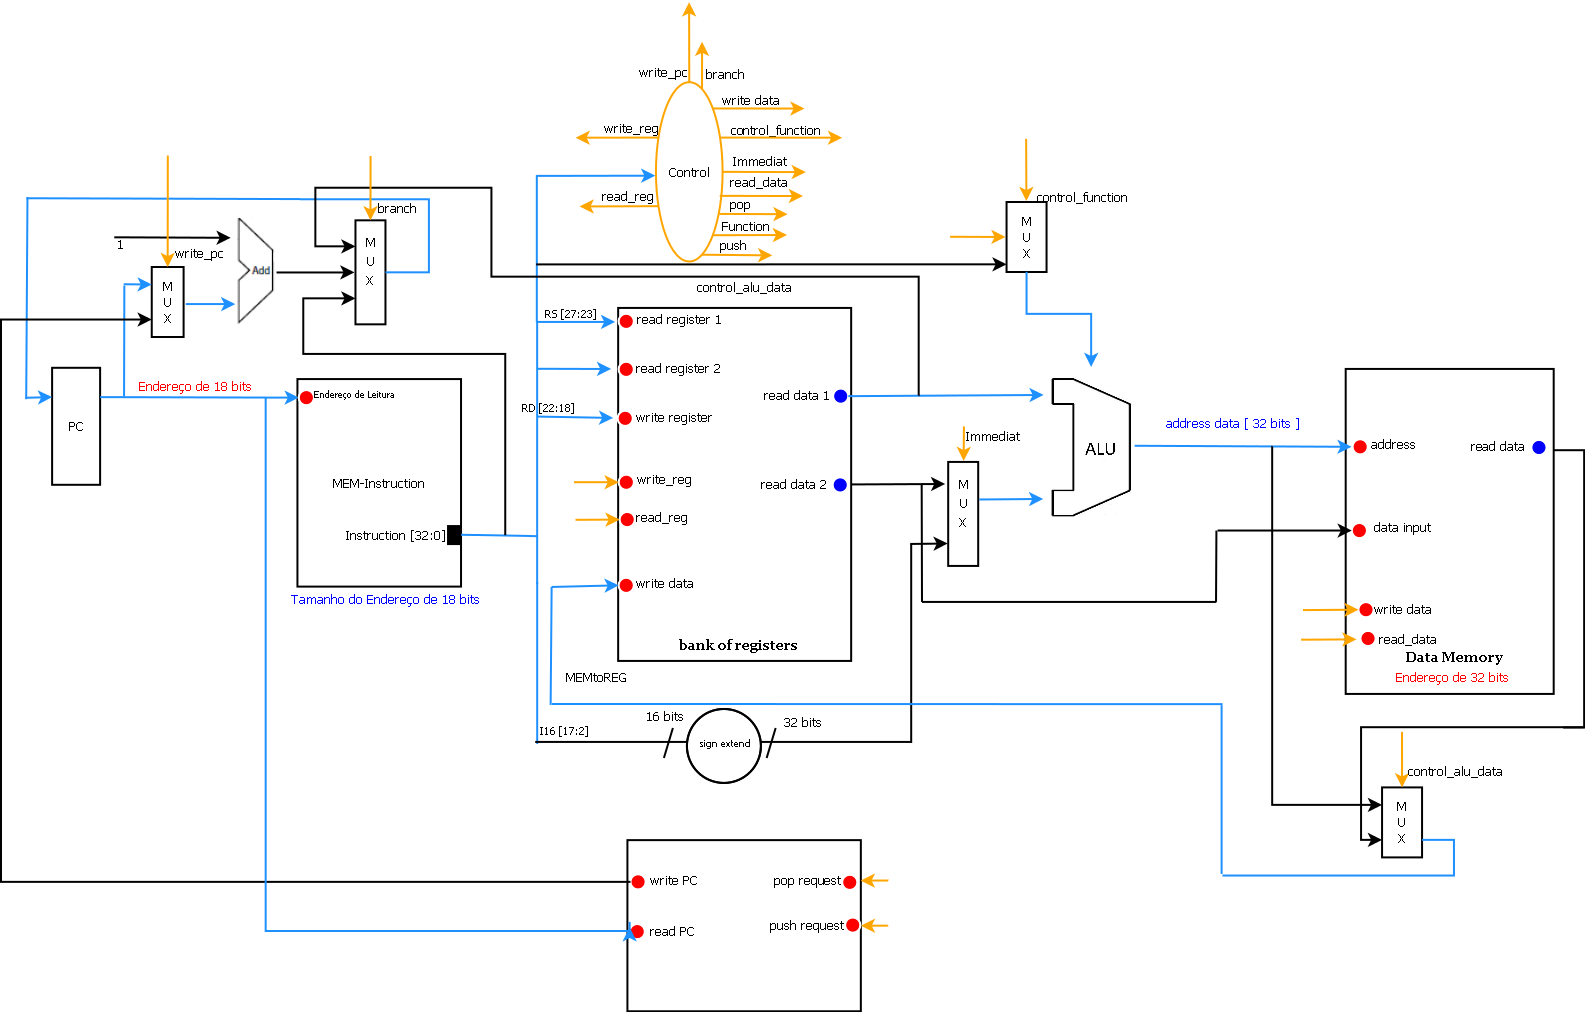 write_pc
branch
write data
write_reg
control_function
Immediat
Control
read_data
read_reg
pop
Function
push
control_function
M
U
X
branch
M
U
X
1
write_pc
Add
M
U
X
control_alu_data
RS [27:23]
read register 1
read register 2
RD [22:18]
write register
read data 1
write_reg
read data 2
read_reg
write data
bank of registers
MEMtoREG
Endereço de 18 bits
PC
Endereço de Leitura
MEM-Instruction
Instruction [32:0]
Tamanho do Endereço de 18 bits
Immediat
M
U
X
ALU
address data [ 32 bits ]
address
read data
data input
write data
read_data
Data Memory
Endereço de 32 bits
I16 [17:2]
16 bits
sign extend
32 bits
control_alu_data
M
U
X
write PC
pop request
read PC
push request